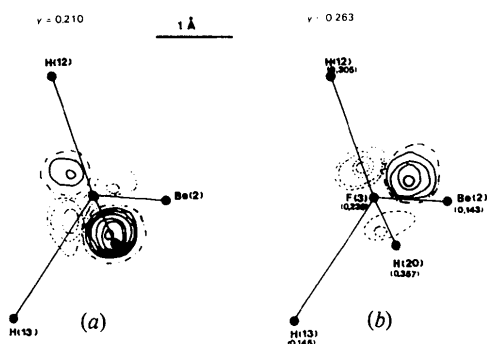 y = 0.210
1 Å
y = 0.263
H(12)
Be(2)
H(13)
(a)
H(12)
(0,305)
F(3)
Be(2)
(0,143)
H(20)
(0,357)
H(13)
(b)